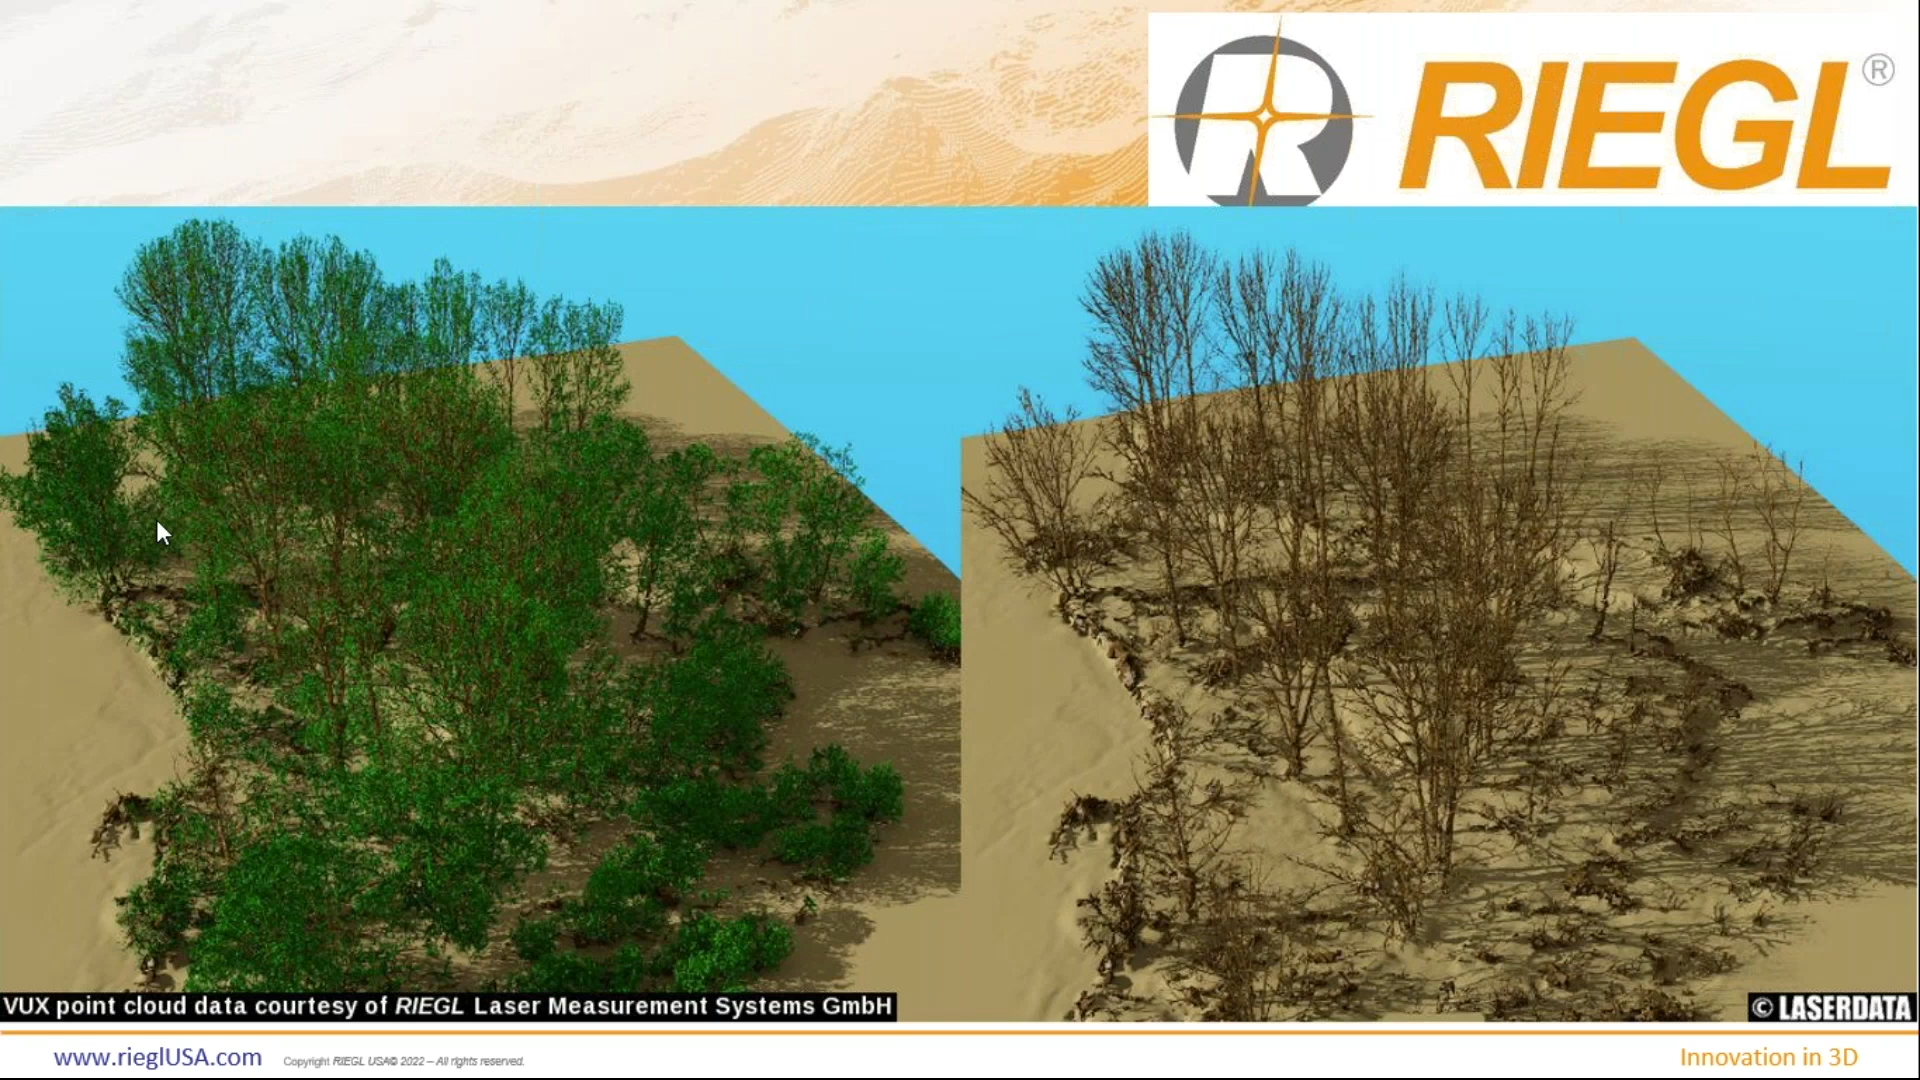 RIEGL®
VUX point cloud data courtesy of RIEGL Laser Measurement Systems GmbH
© LASERDATA
www.rieglUSA.com
Copyright RIEGL USA© 2022 – All rights reserved.
Innovation in 3D